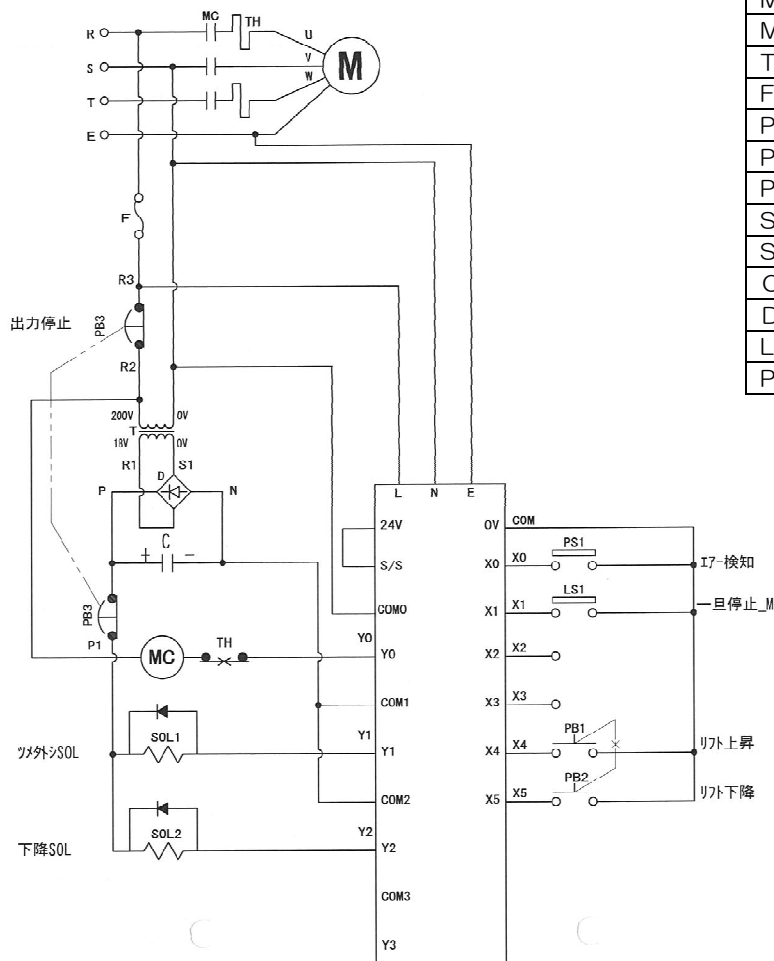 R
MC
TH
U
S
V
M
T
W
E
F
R3
出力停止
PB3
R2
200V
0V
T
18V
0V
R1
S1
D
P
N
C
+
-
PB3
P1
MC
TH
ツメ外シSOL
SOL1
下降SOL
SOL2
L
N
E
24V
S/S
COM0
Y0
Y0
COM1
Y1
Y1
COM2
Y2
Y2
COM3
Y3
0V
COM
X0
X0
PS1
エアー検知
X1
X1
LS1
一旦停止_M
X2
X2
X3
X3
X4
X4
PB1
リフト上昇
X5
X5
PB2
リフト下降
M
T
F
P
P
P
S
S
L
P